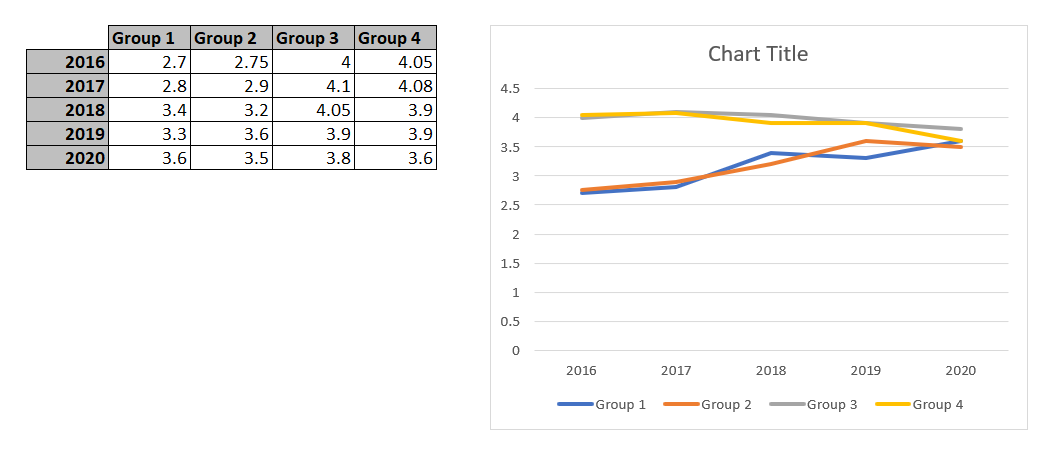 Group 1 Group 2 Group 3 Group 4
2016 2.7 2.75 4 4.05
2017 2.8 2.9 4.1 4.08
2018 3.4 3.2 4.05 3.9
2019 3.3 3.6 3.9 3.9
2020 3.6 3.5 3.8 3.6
Chart Title
4.5
4
3.5
3
2.5
2
1.5
1
0.5
0
2016 2017 2018 2019 2020
Group 1 Group 2 Group 3 Group 4